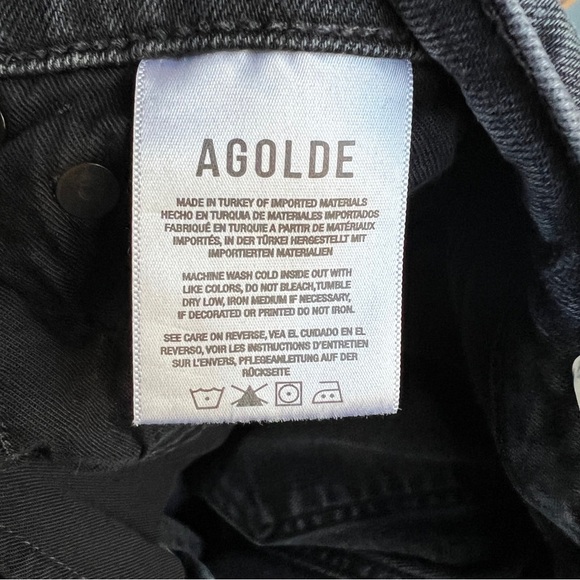 AGOLDE
MADE IN TURKEY OF IMPORTED MATERIALS
HECHO EN TURQUIA DE MATERIALES IMPORTADOS
FABRIQUÉ EN TURQUIE A PARTIR DE MATÉRIAUX
IMPORTÉS, IN DER TÜRKEI HERGESTELLT MIT
IMPORTIERTEN MATERIALIEN
MACHINE WASH COLD INSIDE OUT WITH
LIKE COLORS, DO NOT BLEACH,TUMBLE
DRY LOW, IRON MEDIUM IF NECESSARY,
IF DECORATED OR PRINTED DO NOT IRON.
SEE CARE ON REVERSE, VEA EL CUIDADO EN EL
REVERSO, VOIR LES INSTRUCTIONS D'ENTRETIEN
SUR L'ENVERS, PFLEGEANLEITUNG AUF DER
RÜCKSEITE